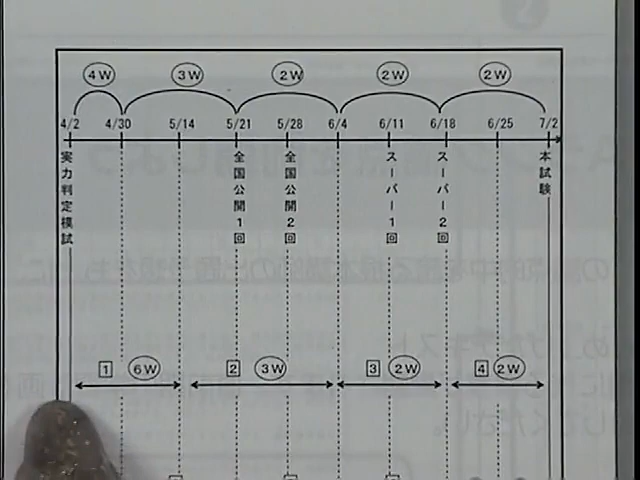 4W 3W 2W 2W 2W
4/2 4/30 5/14 5/21 5/28 6/4 6/11 6/18 6/25 7/2
実力判定模試
全国公開1回
全国公開2回
スーパー1回
スーパー2回
本試験
1 6W 2 3W 3 2W 4 2W